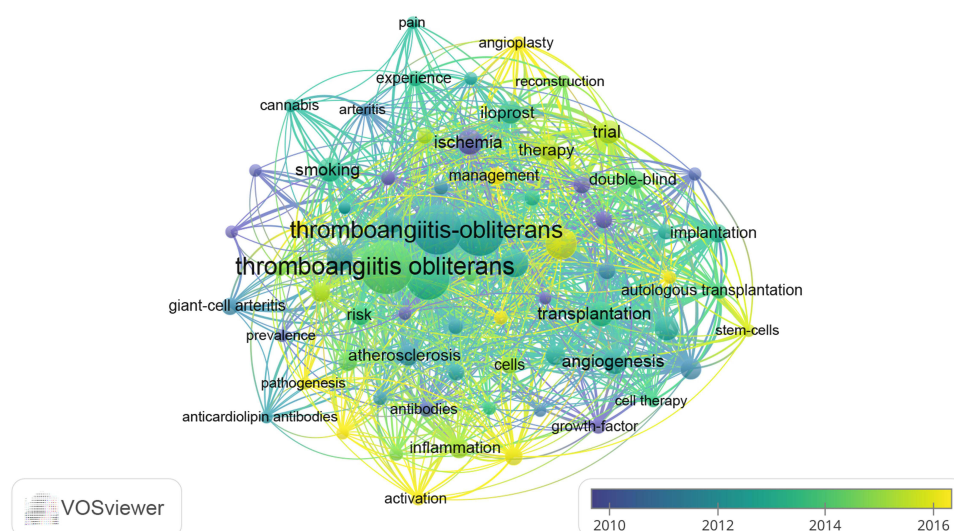 pain
angioplasty
experience
reconstruction
cannabis
arteritis
iloprost
trial
ischemia
therapy
smoking
management
double-blind
thromboangiitis-obliterans
implantation
thromboangiitis obliterans
autologous transplantation
giant-cell arteritis
risk
transplantation
prevalence
stem-cells
atherosclerosis
angiogenesis
cells
pathogenesis
cell therapy
anticardiolipin antibodies
antibodies
growth-factor
inflammation
activation
VOSviewer
2010 2012 2014 2016